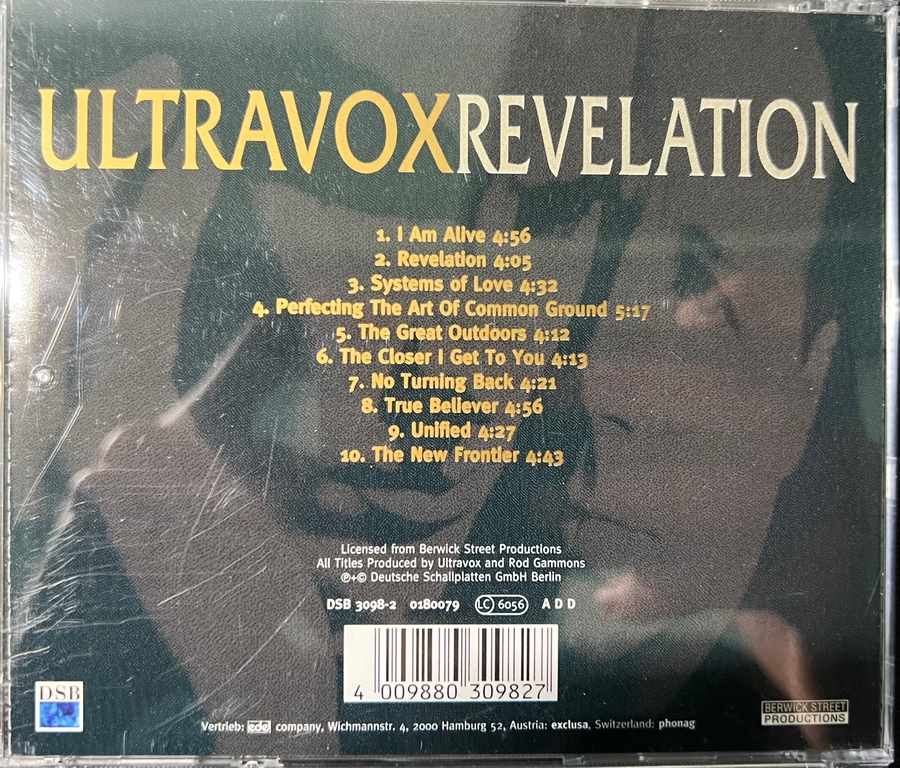 ULTRAVOXREVELATION
1. I Am Alive 4:56
2. Revelation 4:05
3. Systems of Love 4:32
4. Perfecting The Art Of Common Ground 5:17
5. The Great Outdoors 4:12
6. The Closer I Get To You 4:13
7. No Turning Back 4:21
8. True Believer 4:56
9. Unified 4:27
10. The New Frontier 4:43
Licensed from Berwick Street Productions
All Titles Produced by Ultravox and Rod Gammons
℗+© Deutsche Schallplatten GmbH Berlin
DSB 3098-2 0180079 LC 6056 A D D
4 009880 309827
DSB
BERWICK STREET
PRODUCTIONS
Vertrieb: edel company, Wichmannstr. 4, 2000 Hamburg 52, Austria: exclusa, Switzerland: phonag